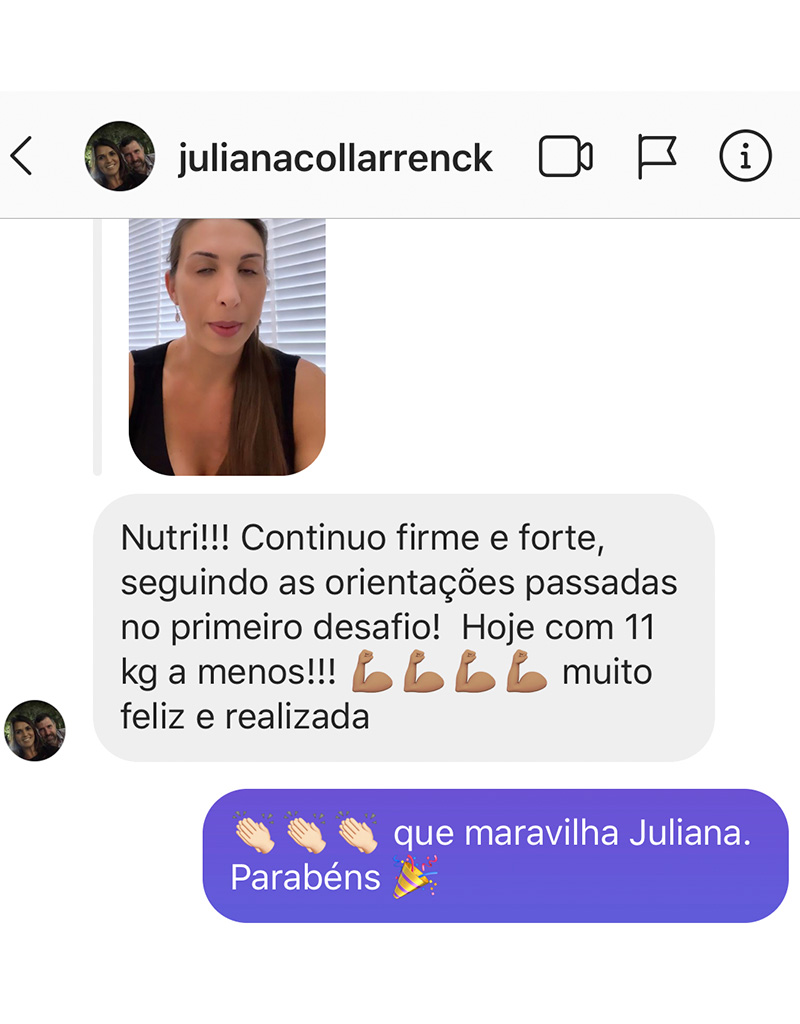 julianacollarrenck
Nutri!!! Continuo firme e forte,
seguindo as orientações passadas
no primeiro desafio!  Hoje com 11
kg a menos!!! 💪🏽💪🏽💪🏽💪🏽 muito
feliz e realizada
👏🏻👏🏻👏🏻 que maravilha Juliana.
Parabéns 🎉